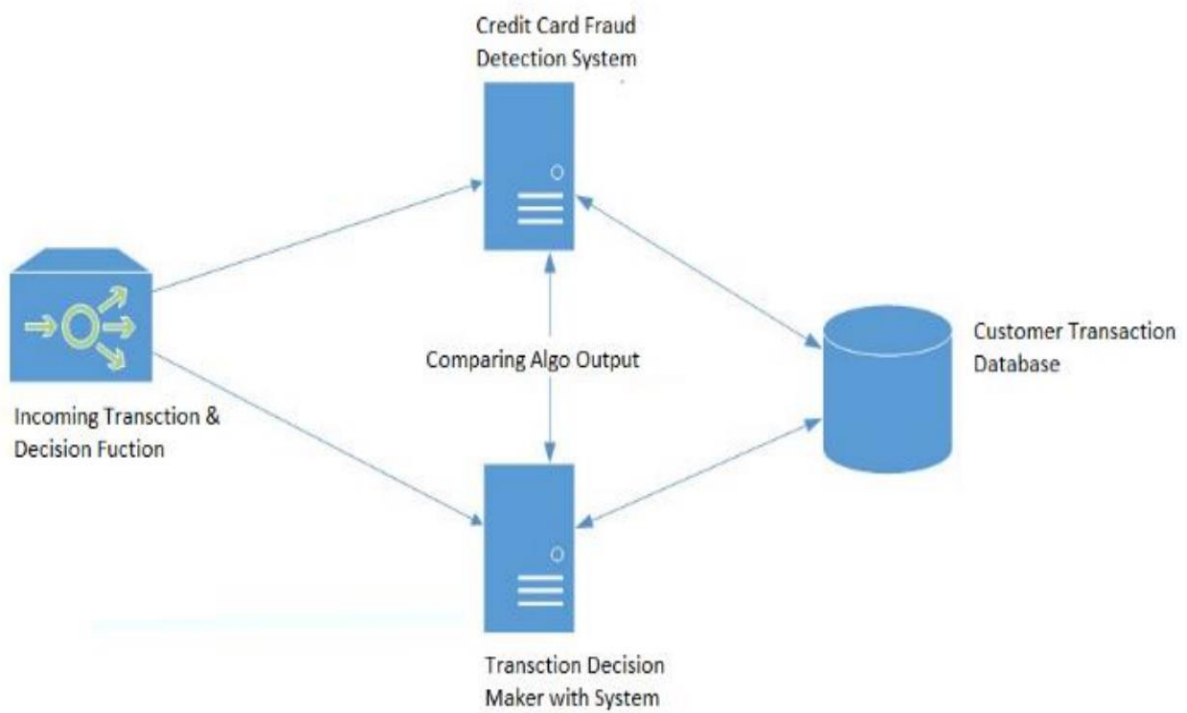 Credit Card Fraud
Detection System
Comparing Algo Output
Customer Transaction
Database
Incoming Transction &
Decision Fuction
Transction Decision
Maker with System